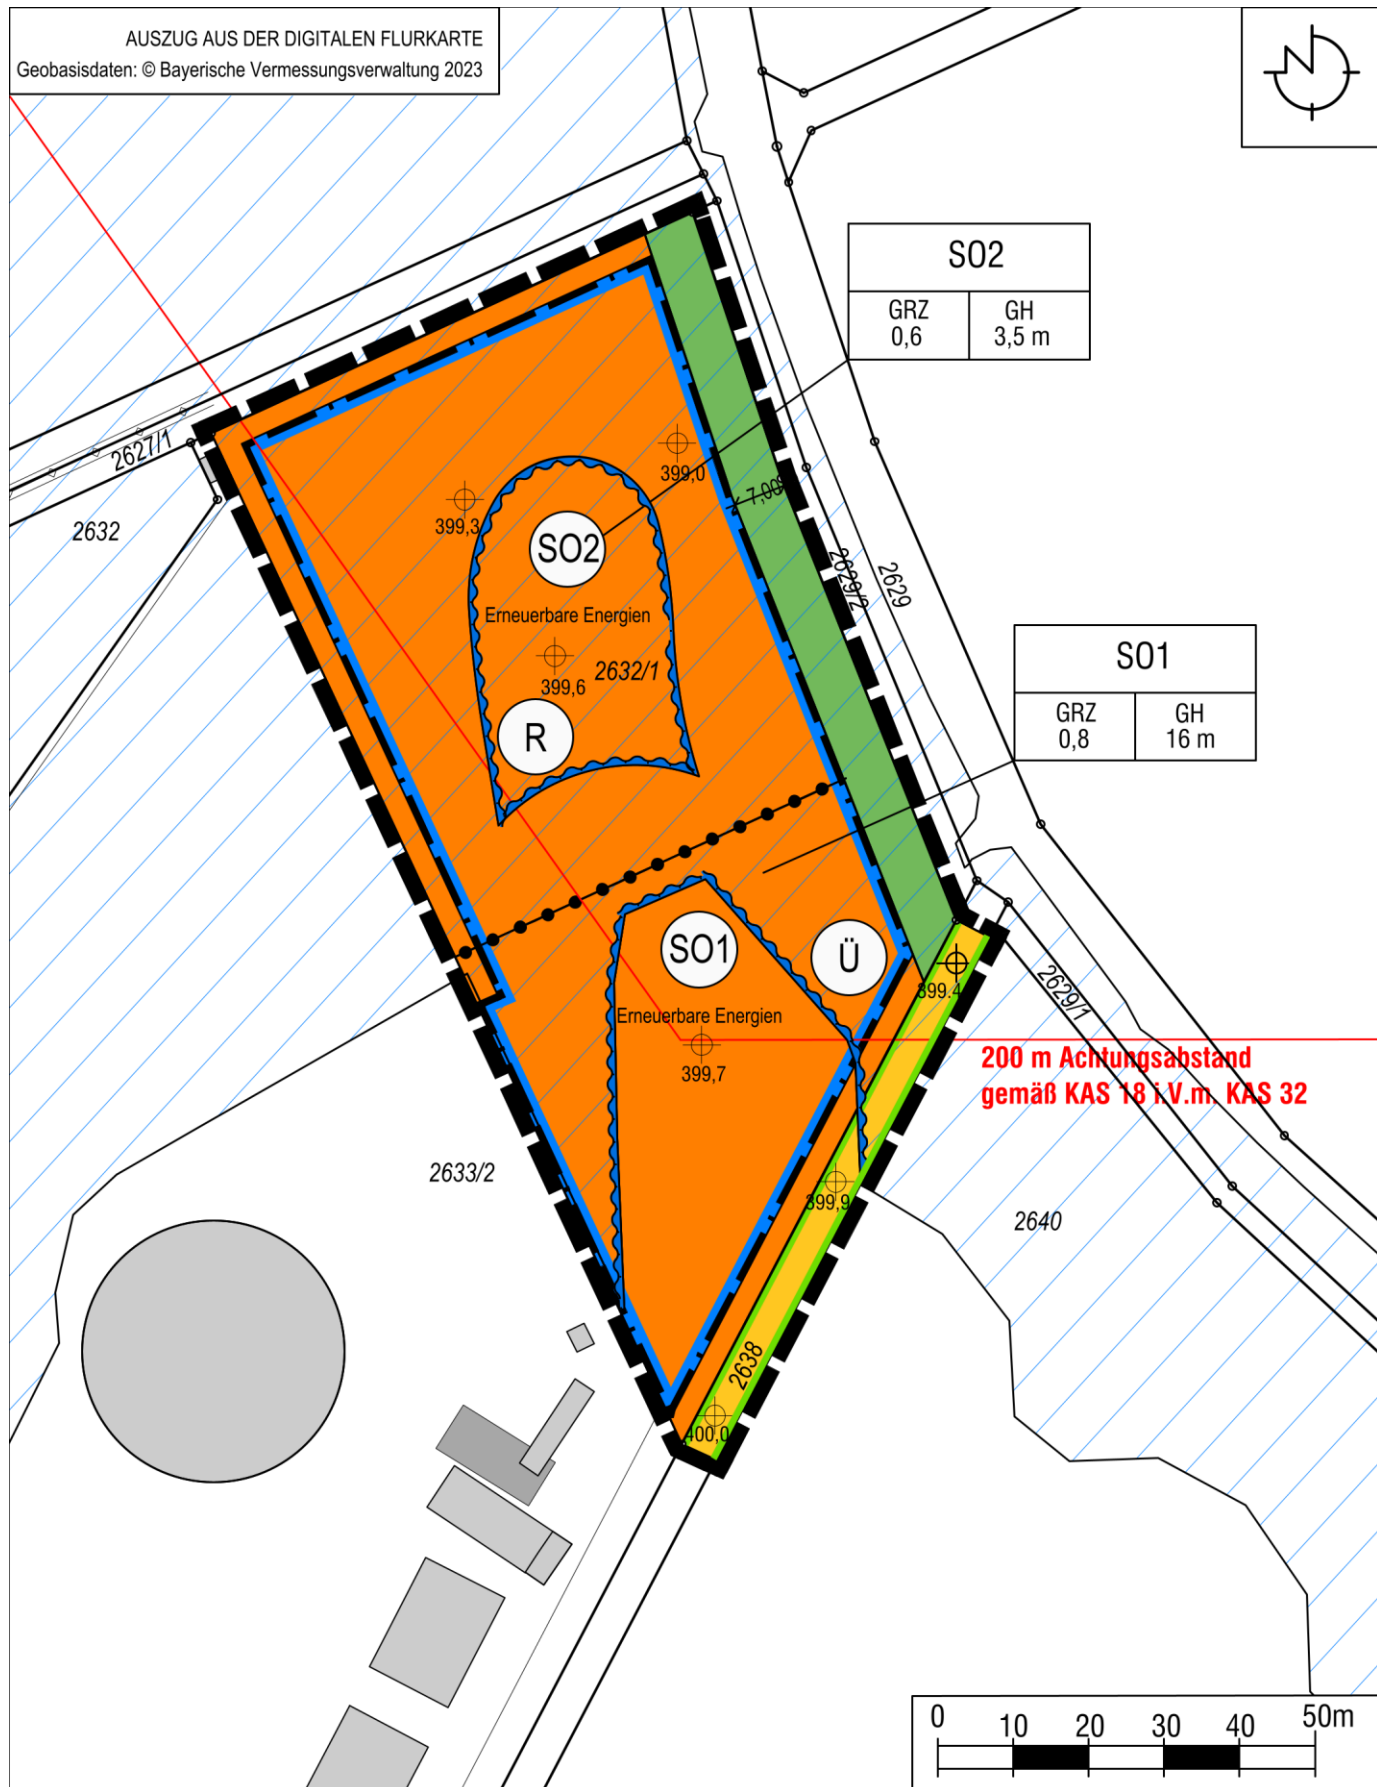 AUSZUG AUS DER DIGITALEN FLURKARTE
Geobasisdaten: © Bayerische Vermessungsverwaltung 2023
N
SO2
GRZ
0,6
GH
3,5 m
2627/1
2632
399,3
399,0
7,00
SO2
Erneuerbare Energien
2632/1
399,6
R
2629/2
2629
SO1
GRZ
0,8
GH
16 m
SO1
Ü
Erneuerbare Energien
399,7
399.4
2629/1
200 m Achtungsabstand
gemäß KAS 18 i.V.m. KAS 32
2633/2
399,9
2640
2638
400,0
0 10 20 30 40 50m